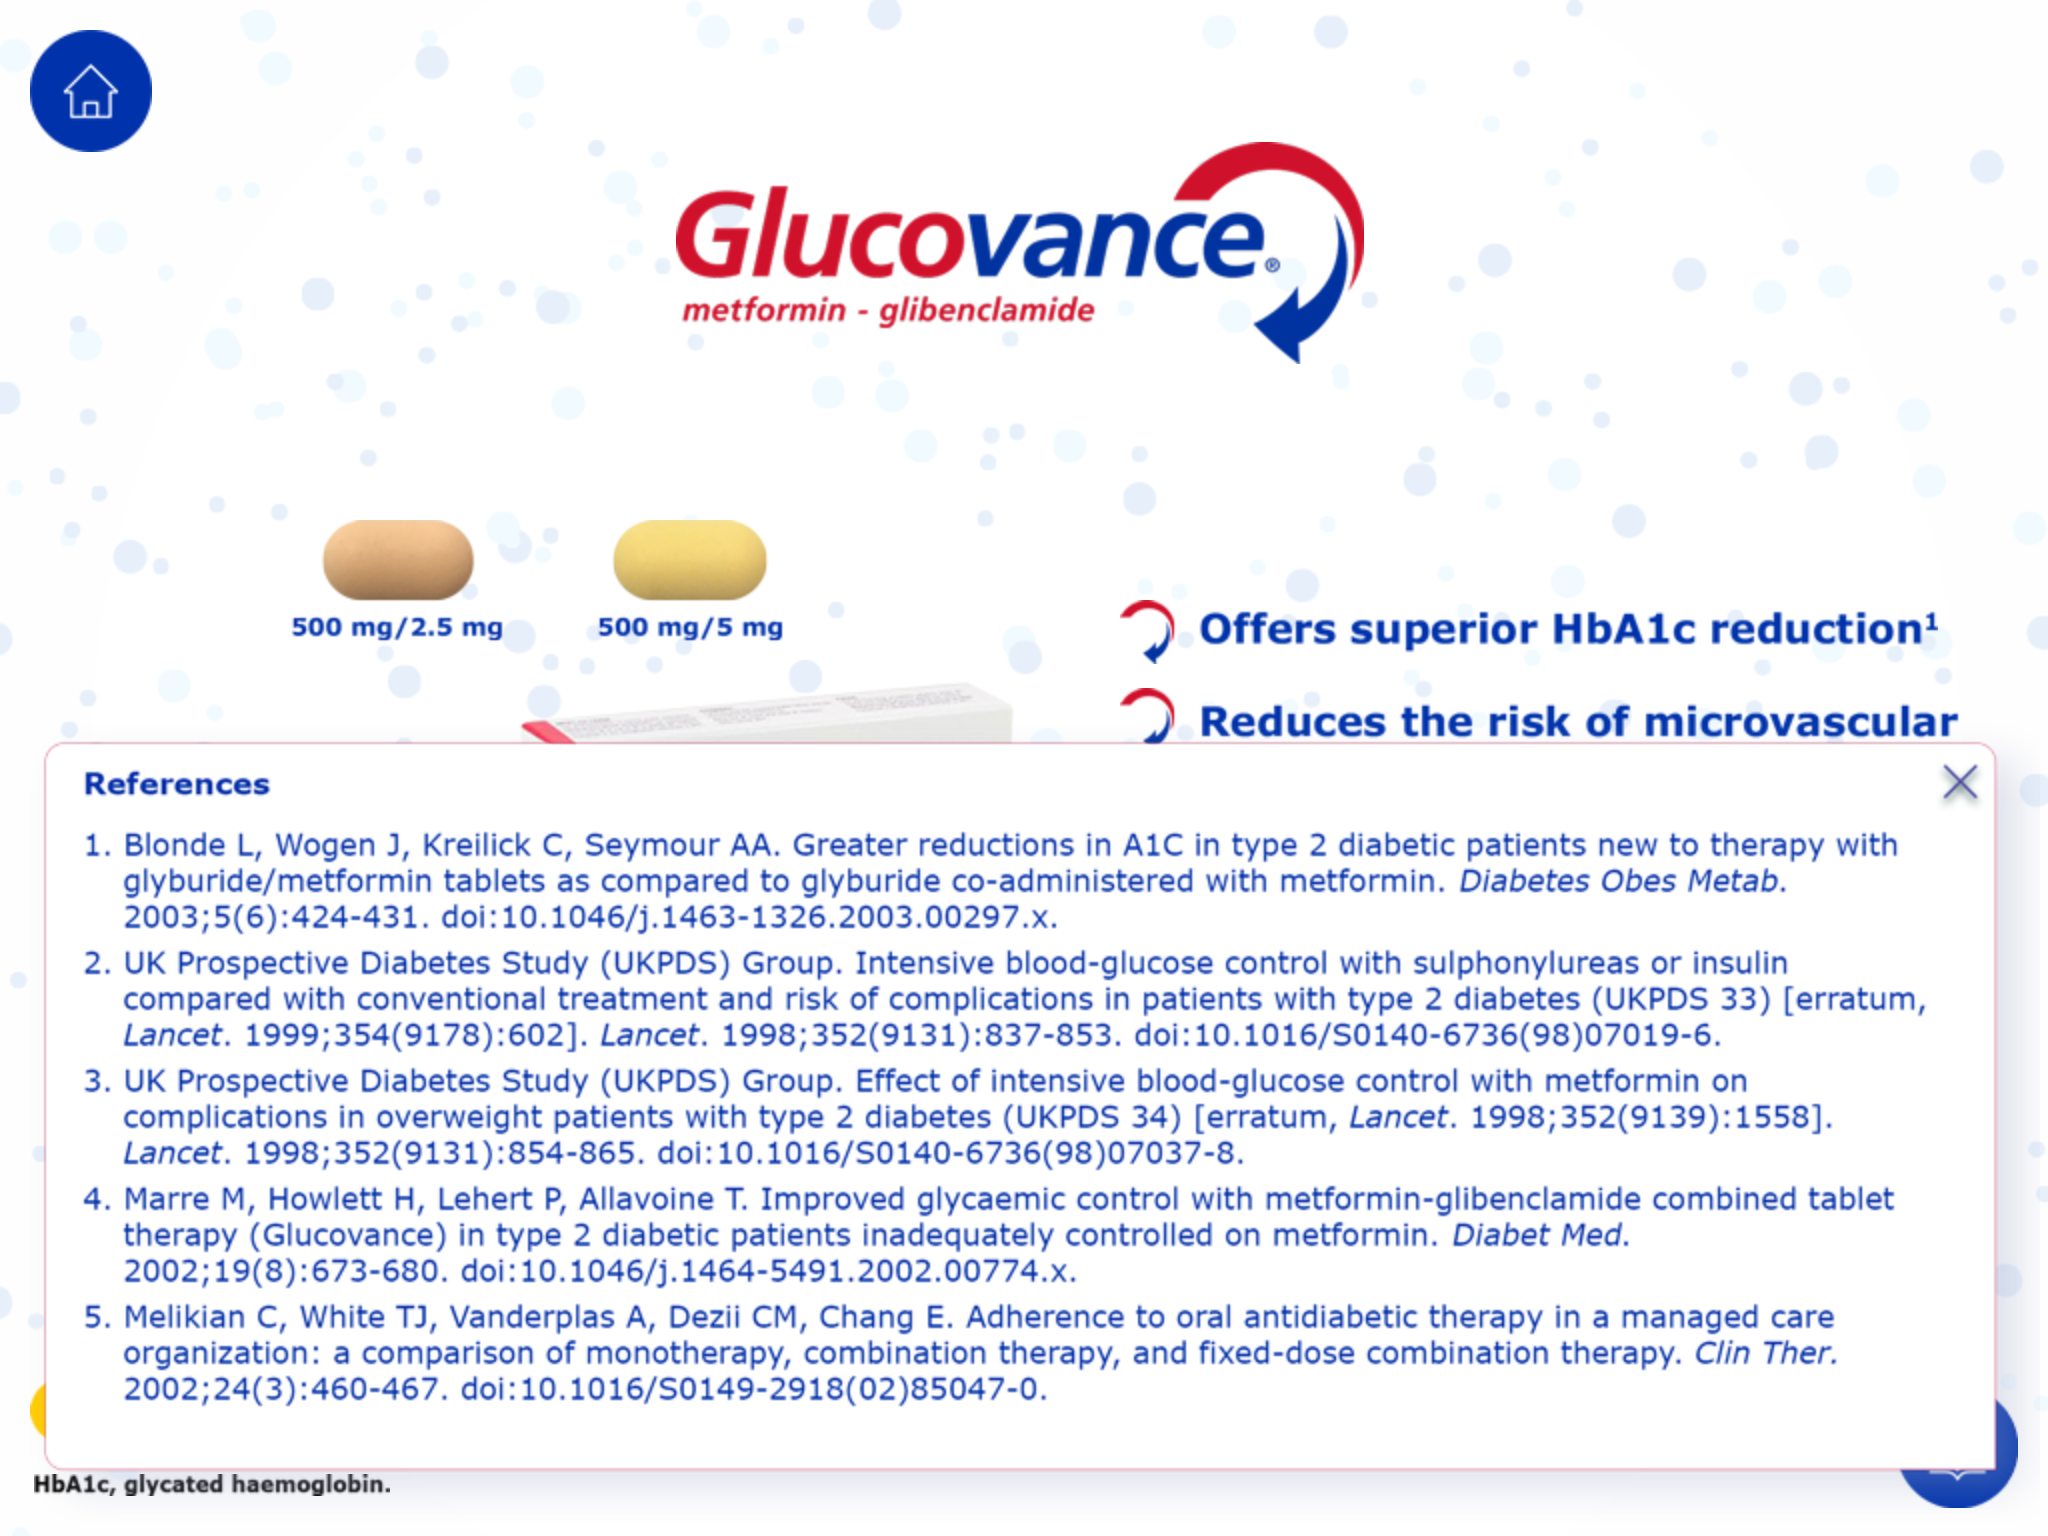 Glucovance®
metformin - glibenclamide
500 mg/2.5 mg
500 mg/5 mg
Offers superior HbA1c reduction¹
Reduces the risk of microvascular
References
1. Blonde L, Wogen J, Kreilick C, Seymour AA. Greater reductions in A1C in type 2 diabetic patients new to therapy with
glyburide/metformin tablets as compared to glyburide co-administered with metformin. Diabetes Obes Metab.
2003;5(6):424-431. doi:10.1046/j.1463-1326.2003.00297.x.
2. UK Prospective Diabetes Study (UKPDS) Group. Intensive blood-glucose control with sulphonylureas or insulin
compared with conventional treatment and risk of complications in patients with type 2 diabetes (UKPDS 33) [erratum,
Lancet. 1999;354(9178):602]. Lancet. 1998;352(9131):837-853. doi:10.1016/S0140-6736(98)07019-6.
3. UK Prospective Diabetes Study (UKPDS) Group. Effect of intensive blood-glucose control with metformin on
complications in overweight patients with type 2 diabetes (UKPDS 34) [erratum, Lancet. 1998;352(9139):1558].
Lancet. 1998;352(9131):854-865. doi:10.1016/S0140-6736(98)07037-8.
4. Marre M, Howlett H, Lehert P, Allavoine T. Improved glycaemic control with metformin-glibenclamide combined tablet
therapy (Glucovance) in type 2 diabetic patients inadequately controlled on metformin. Diabet Med.
2002;19(8):673-680. doi:10.1046/j.1464-5491.2002.00774.x.
5. Melikian C, White TJ, Vanderplas A, Dezii CM, Chang E. Adherence to oral antidiabetic therapy in a managed care
organization: a comparison of monotherapy, combination therapy, and fixed-dose combination therapy. Clin Ther.
2002;24(3):460-467. doi:10.1016/S0149-2918(02)85047-0.
HbA1c, glycated haemoglobin.